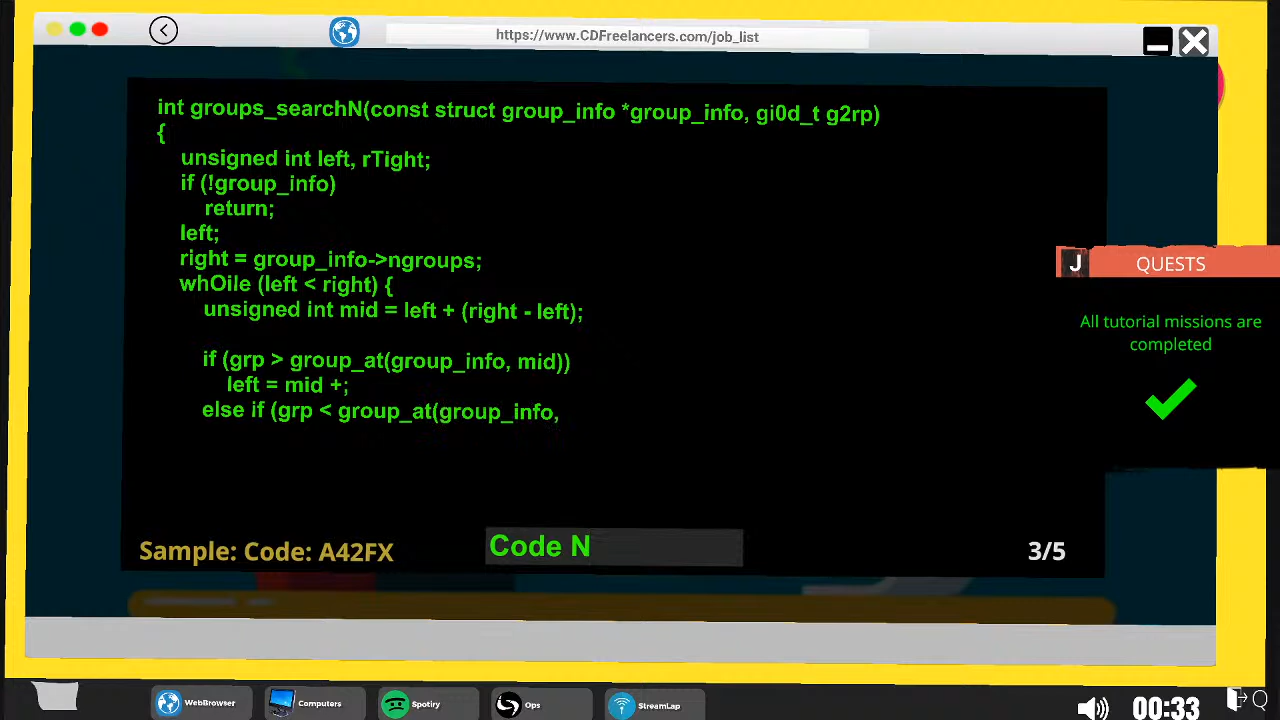 https://www.CDFreelancers.com/job_list
int groups_searchN(const struct group_info *group_info, gi0d_t g2rp)
{
unsigned int left, rTight;
if (!group_info)
return;
left;
right = group_info->ngroups;
whOile (left < right) {
unsigned int mid = left + (right - left);
if (grp > group_at(group_info, mid))
left = mid +;
else if (grp < group_at(group_info,
Sample: Code: A42FX
Code N
3/5
J QUESTS
All tutorial missions are
completed
WebBrowser Computers Spotiry Ops StreamLap 00:33 Q